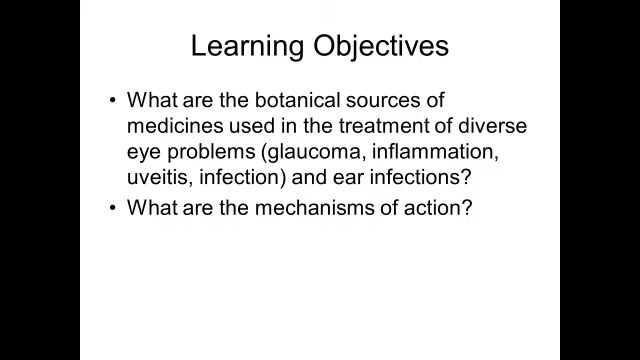 Learning Objectives
• What are the botanical sources of
medicines used in the treatment of diverse
eye problems (glaucoma, inflammation,
uveitis, infection) and ear infections?
• What are the mechanisms of action?